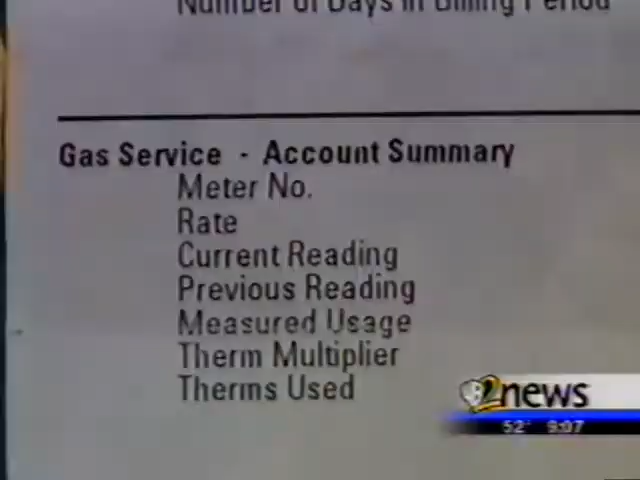 Number of Days in Billing Period
Gas Service - Account Summary
Meter No.
Rate
Current Reading
Previous Reading
Measured Usage
Therm Multiplier
Therms Used
2news
52° 9:07